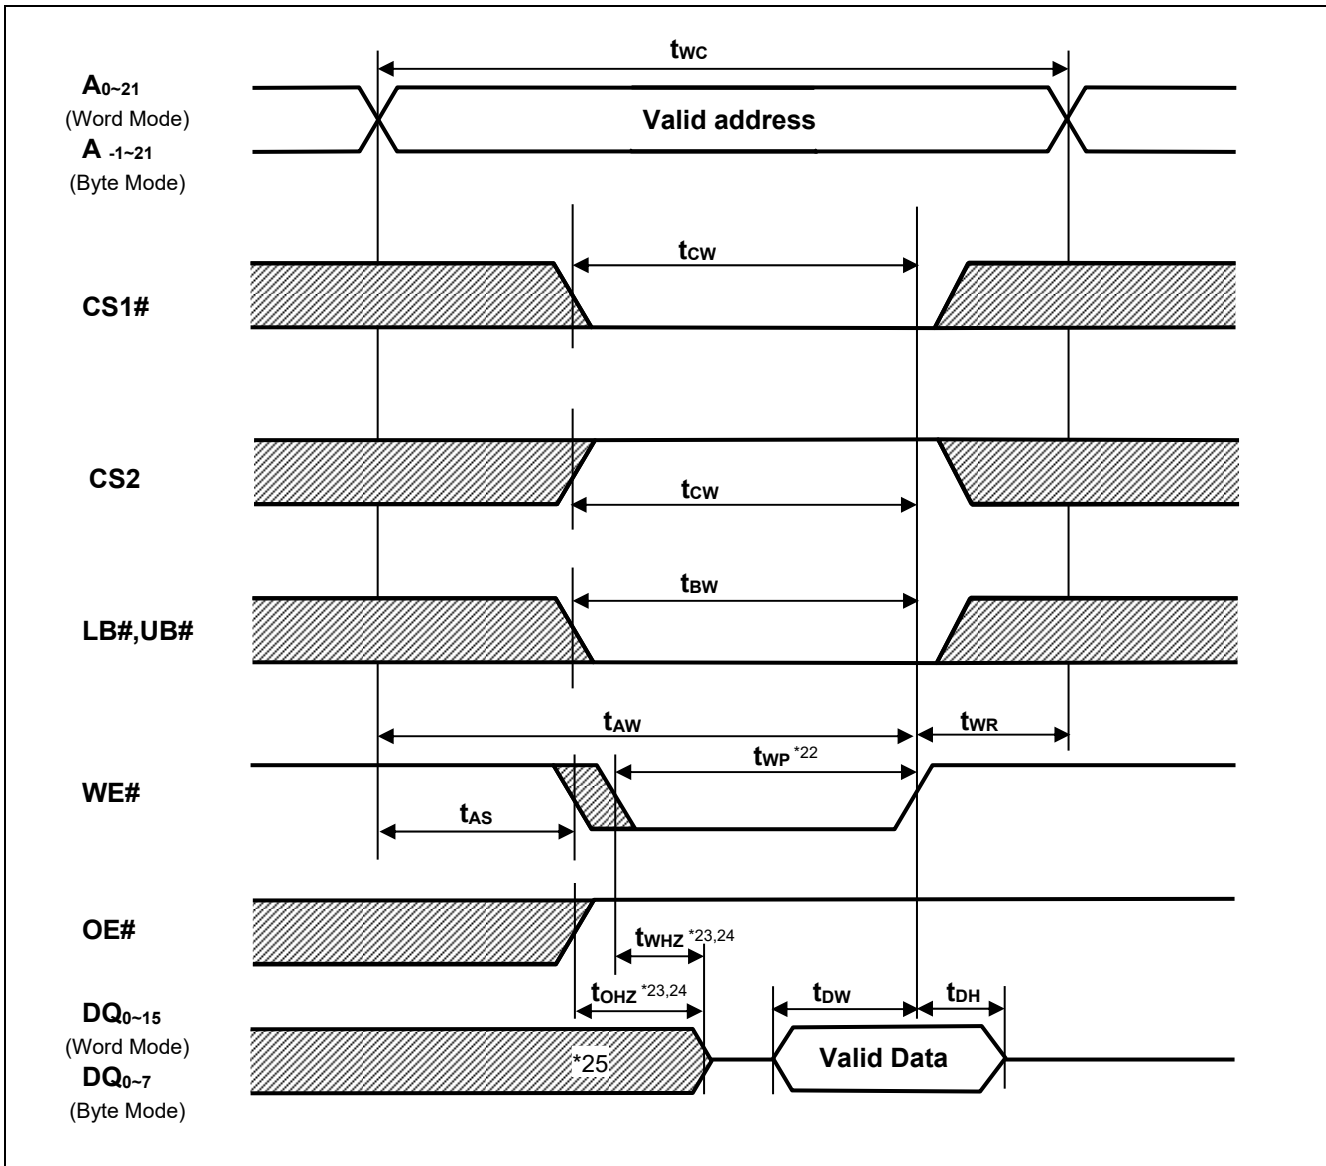 tWC
A0~21
(Word Mode)
A -1~21
(Byte Mode)
Valid address
tCW
CS1#
CS2
tCW
tBW
LB#,UB#
tAW
tWR
tWP *22
WE#
tAS
OE#
tWHZ *23,24
tOHZ *23,24
tDW
tDH
DQ0~15
(Word Mode)
DQ0~7
(Byte Mode)
*25
Valid Data